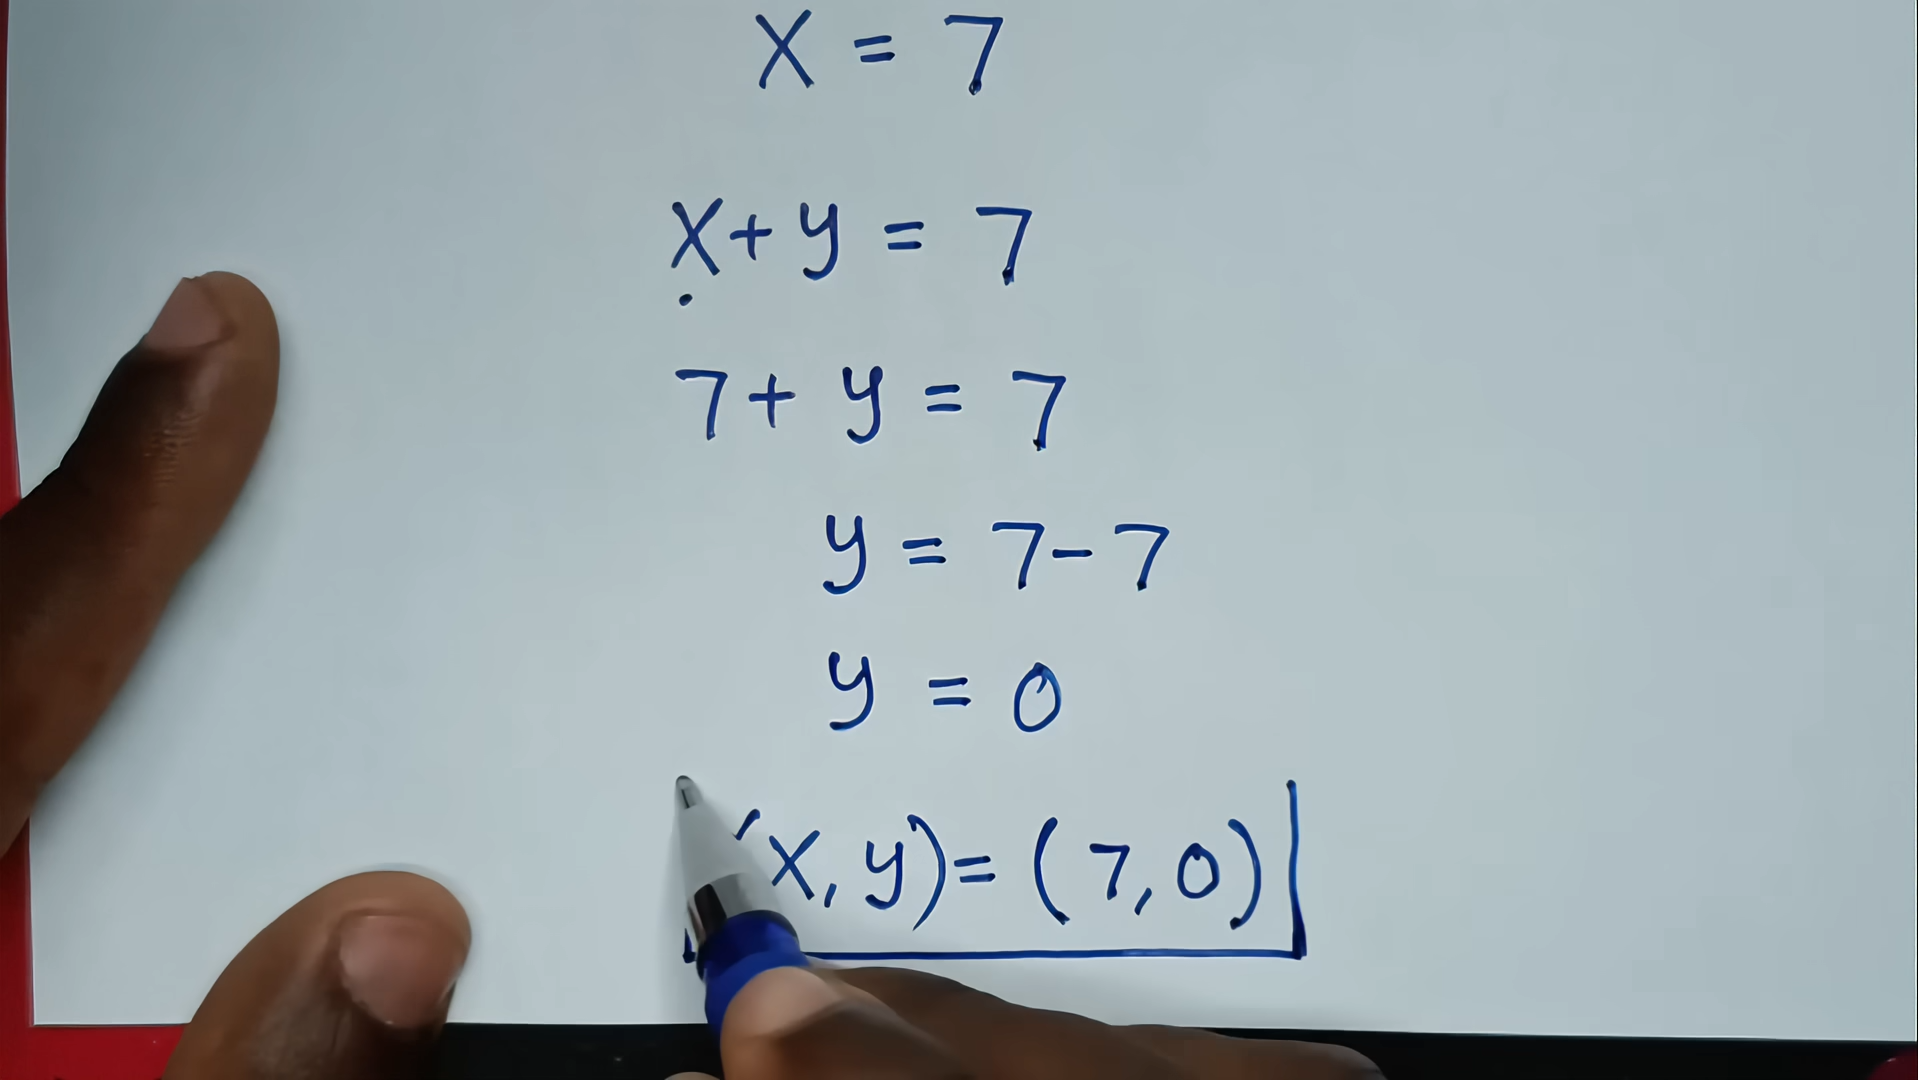 x = 7
x + y = 7
7 + y = 7
y = 7 - 7
y = 0
(x, y) = (7, 0)